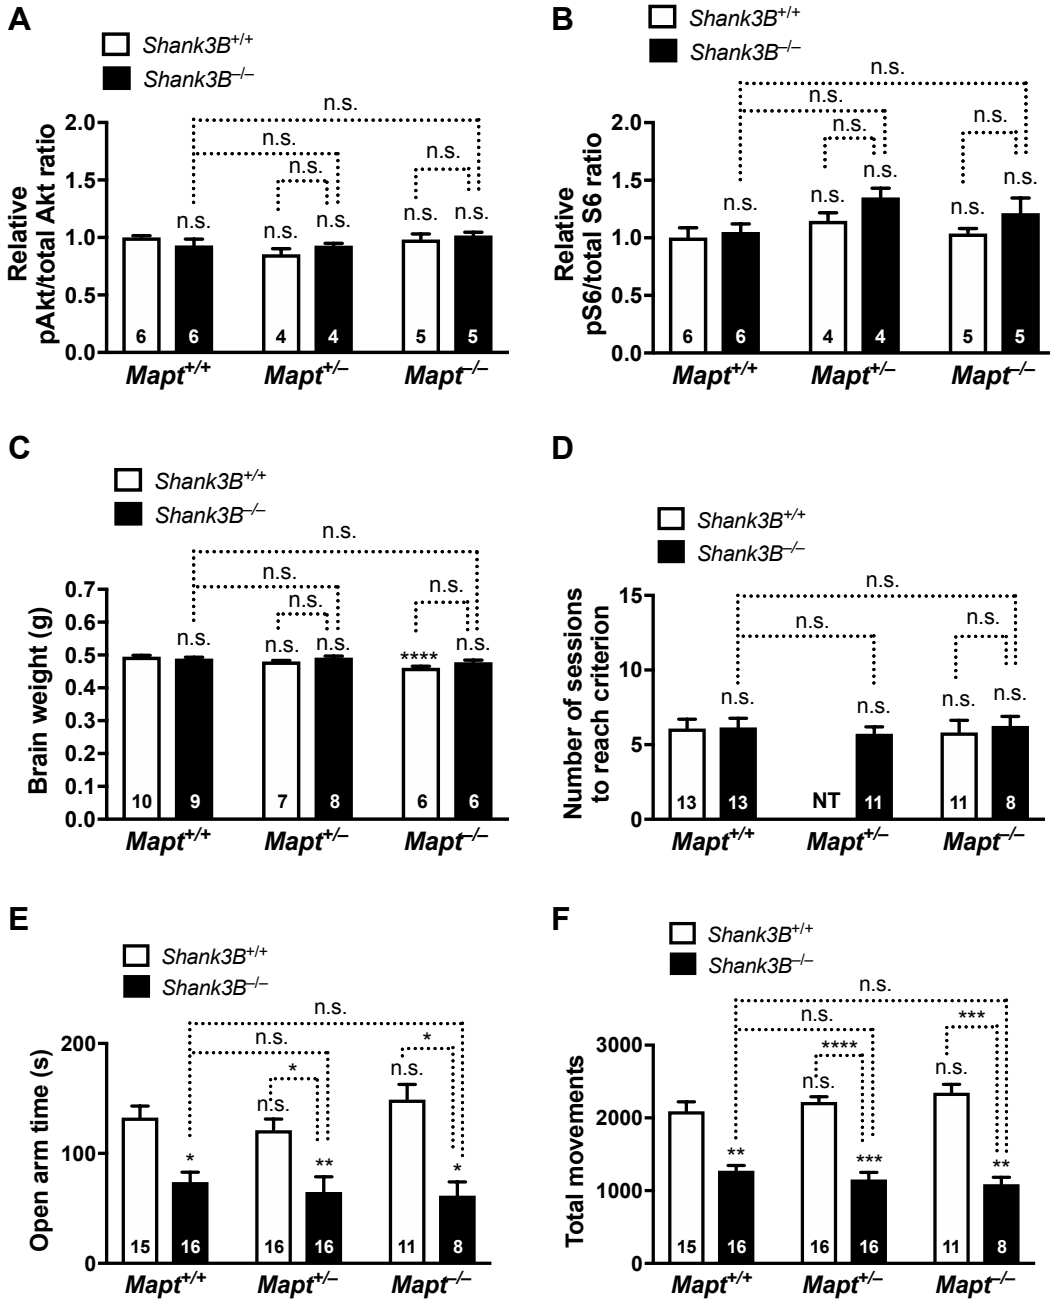 A
Shank3B+/+
Shank3B–/–
n.s.
n.s.
n.s.
n.s.
n.s.
n.s.
n.s.
n.s.
n.s.
Relative
pAkt/total Akt ratio
2.0
1.5
1.0
0.5
0.0
6
6
4
4
5
5
Mapt+/+
Mapt+/–
Mapt–/–
B
Shank3B+/+
Shank3B–/–
n.s.
n.s.
n.s.
n.s.
n.s.
n.s.
n.s.
n.s.
n.s.
Relative
pS6/total S6 ratio
2.0
1.5
1.0
0.5
0.0
6
6
4
4
5
5
Mapt+/+
Mapt+/–
Mapt–/–
C
Shank3B+/+
Shank3B–/–
n.s.
n.s.
n.s.
n.s.
n.s.
n.s.
n.s.
****
n.s.
Brain weight (g)
0.7
0.6
0.5
0.4
0.3
0.2
0.1
0.0
10
9
7
8
6
6
Mapt+/+
Mapt+/–
Mapt–/–
D
Shank3B+/+
Shank3B–/–
n.s.
n.s.
n.s.
n.s.
n.s.
n.s.
n.s.
Number of sessions
to reach criterion
15
10
5
0
13
13
NT
11
11
8
Mapt+/+
Mapt+/–
Mapt–/–
E
Shank3B+/+
Shank3B–/–
n.s.
n.s.
*
*
n.s.
n.s.
*
**
*
Open arm time (s)
200
100
0
15
16
16
16
11
8
Mapt+/+
Mapt+/–
Mapt–/–
F
Shank3B+/+
Shank3B–/–
n.s.
n.s.
***
****
n.s.
n.s.
**
***
**
Total movements
3000
2000
1000
0
15
16
16
16
11
8
Mapt+/+
Mapt+/–
Mapt–/–